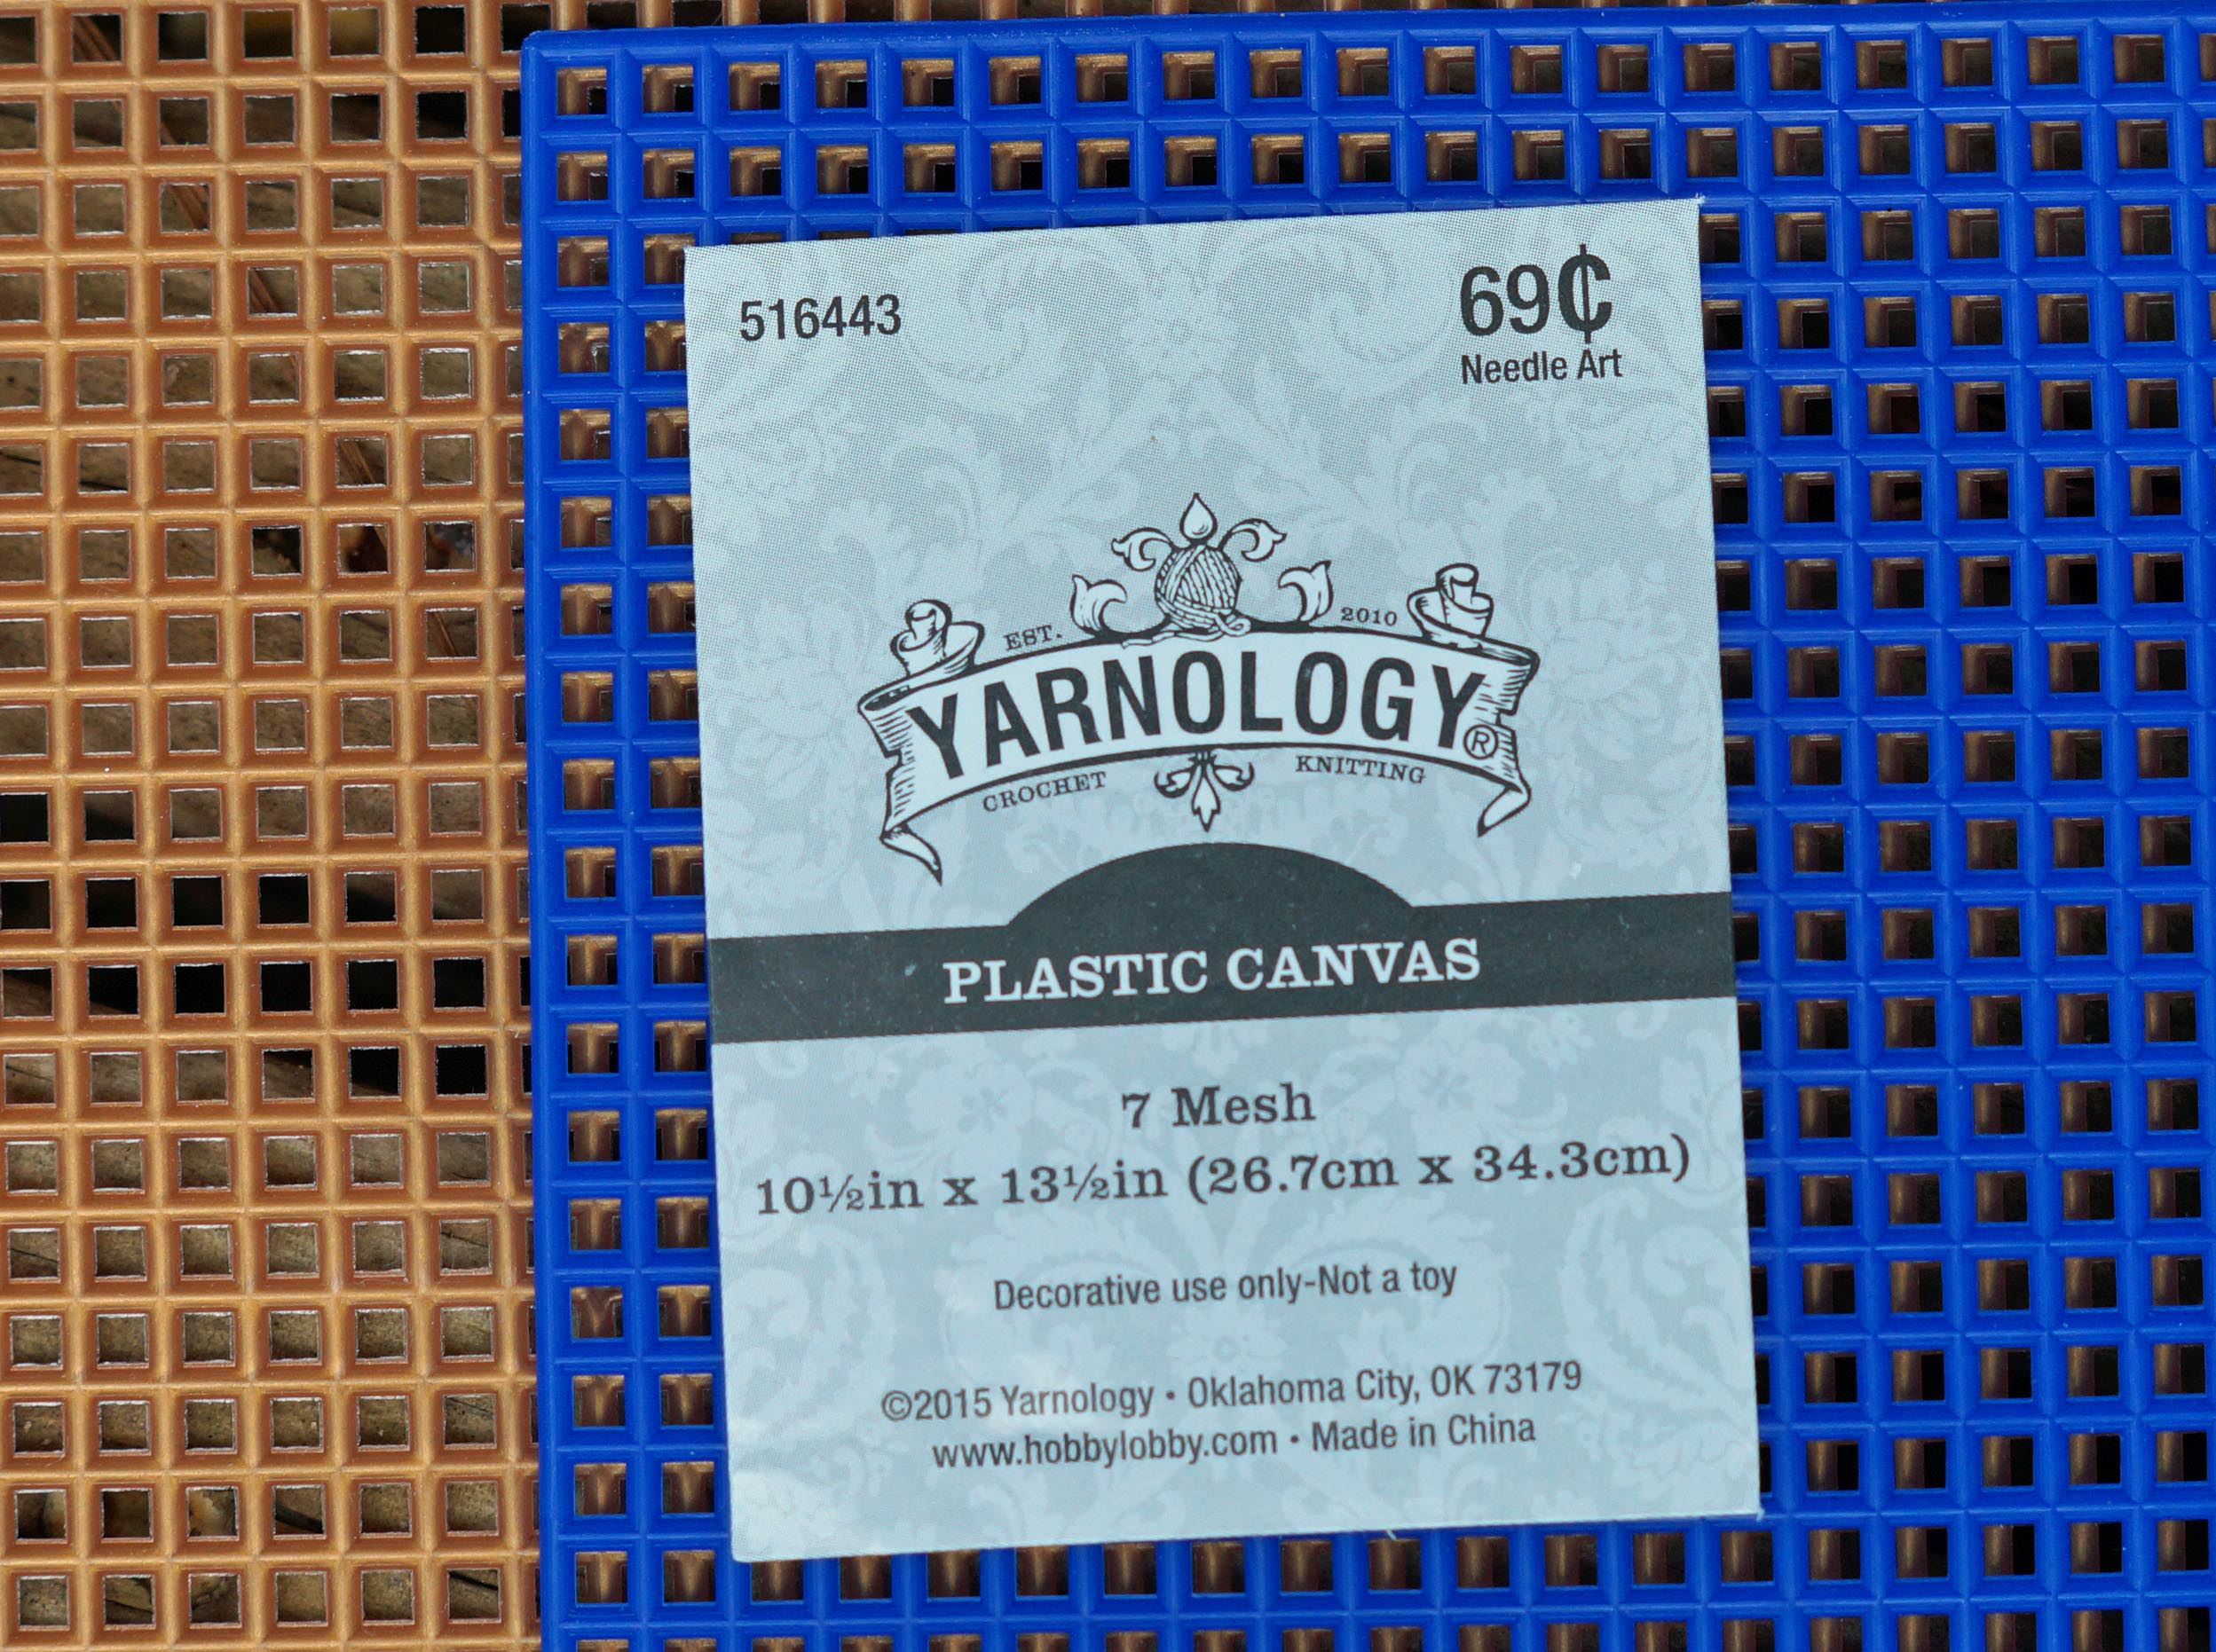 516443
69¢
Needle Art
EST. 2010
YARNOLOGY®
CROCHET KNITTING
PLASTIC CANVAS
7 Mesh
10½in x 13½in (26.7cm x 34.3cm)
Decorative use only-Not a toy
©2015 Yarnology • Oklahoma City, OK 73179
www.hobbylobby.com • Made in China